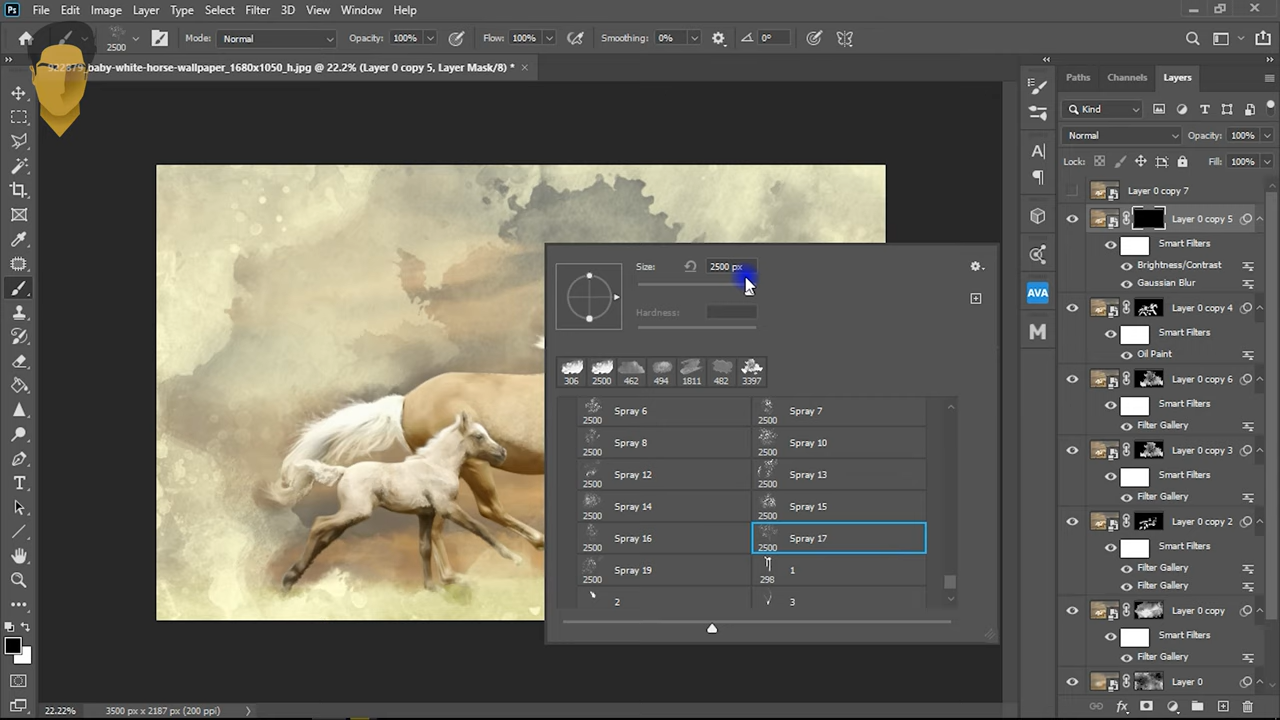 Ps File Edit Image Layer Type Select Filter 3D View Window Help
2500 Mode: Normal Opacity: 100% Flow: 100% Smoothing: 0% 0°
baby-white-horse-wallpaper_1680x1050_h.jpg @ 22.2% (Layer 0 copy 5, Layer Mask/8) * ×
Paths Channels Layers
Kind
Normal Opacity: 100%
Lock: Fill: 100%
Layer 0 copy 7
Layer 0 copy 5
Smart Filters
Brightness/Contrast
Gaussian Blur
Layer 0 copy 4
Smart Filters
Oil Paint
Layer 0 copy 6
Smart Filters
Filter Gallery
Layer 0 copy 3
Smart Filters
Filter Gallery
Layer 0 copy 2
Smart Filters
Filter Gallery
Filter Gallery
Layer 0 copy
Smart Filters
Filter Gallery
Layer 0
fx
A
AVA
M
Size: 2500 px
Hardness:
306 2500 462 494 1811 482 3397
2500 Spray 6 2500 Spray 7
2500 Spray 8 2500 Spray 10
2500 Spray 12 2500 Spray 13
2500 Spray 14 2500 Spray 15
2500 Spray 16 2500 Spray 17
2500 Spray 19 298 1
2 3
T
22.22% 3500 px x 2187 px (200 ppi)